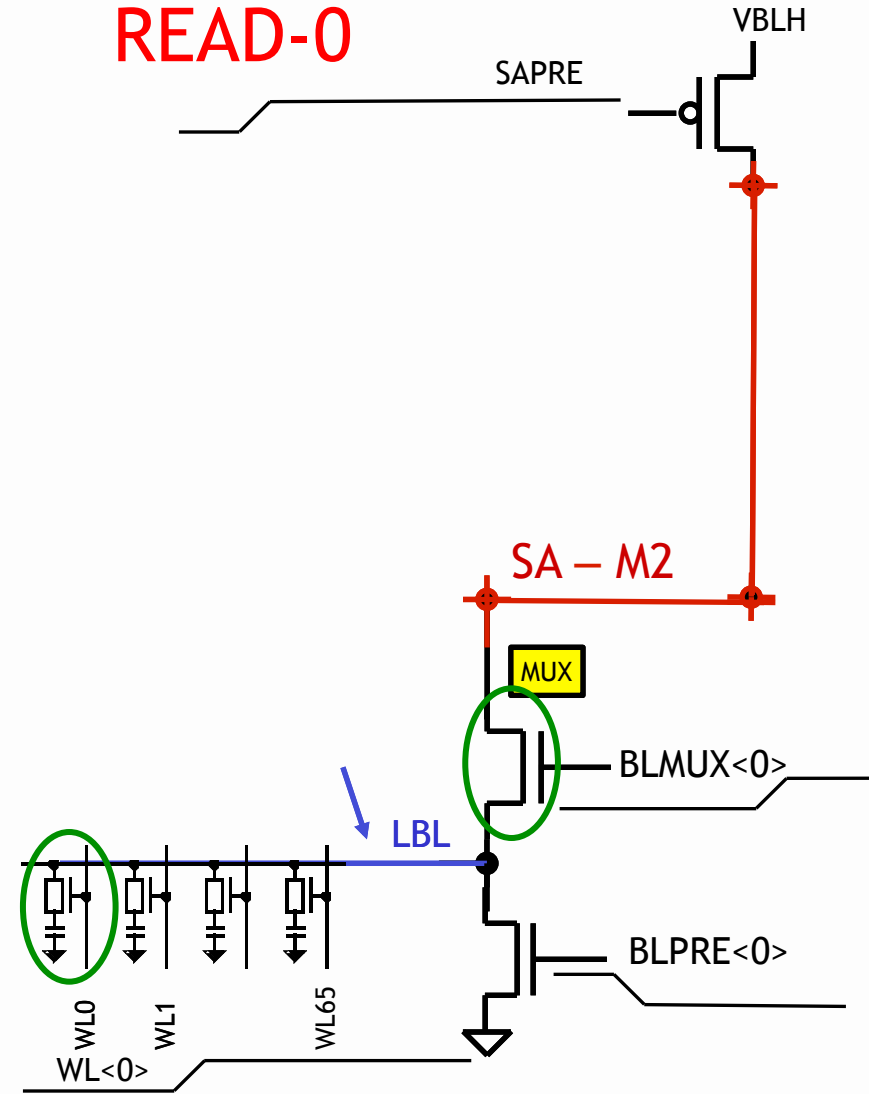 READ-0
VBLH
SAPRE
SA – M2
MUX
BLMUX<0>
LBL
BLPRE<0>
WL0
WL1
WL65
WL<0>